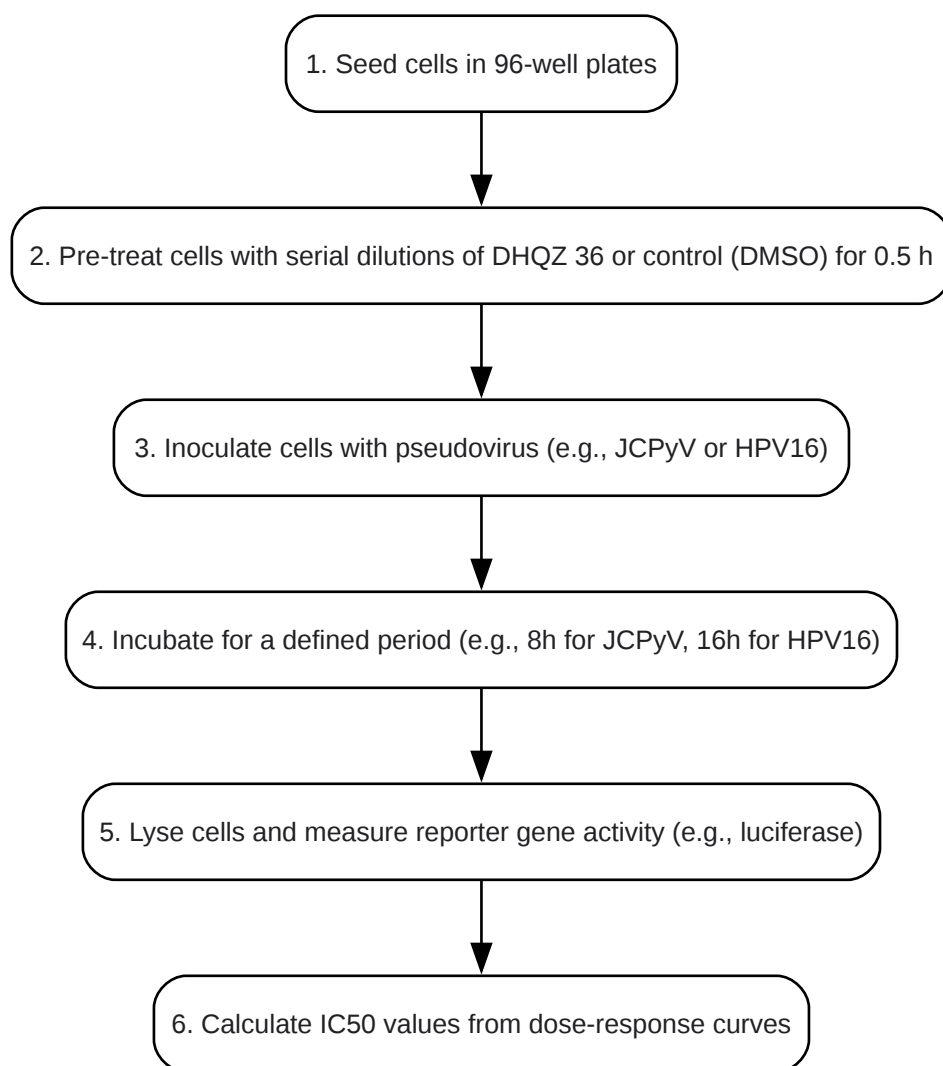 1. Seed cells in 96-well plates
2. Pre-treat cells with serial dilutions of DHQZ 36 or control (DMSO) for 0.5 h
3. Inoculate cells with pseudovirus (e.g., JCPyV or HPV16)
4. Incubate for a defined period (e.g., 8h for JCPyV, 16h for HPV16)
5. Lyse cells and measure reporter gene activity (e.g., luciferase)
6. Calculate IC50 values from dose-response curves